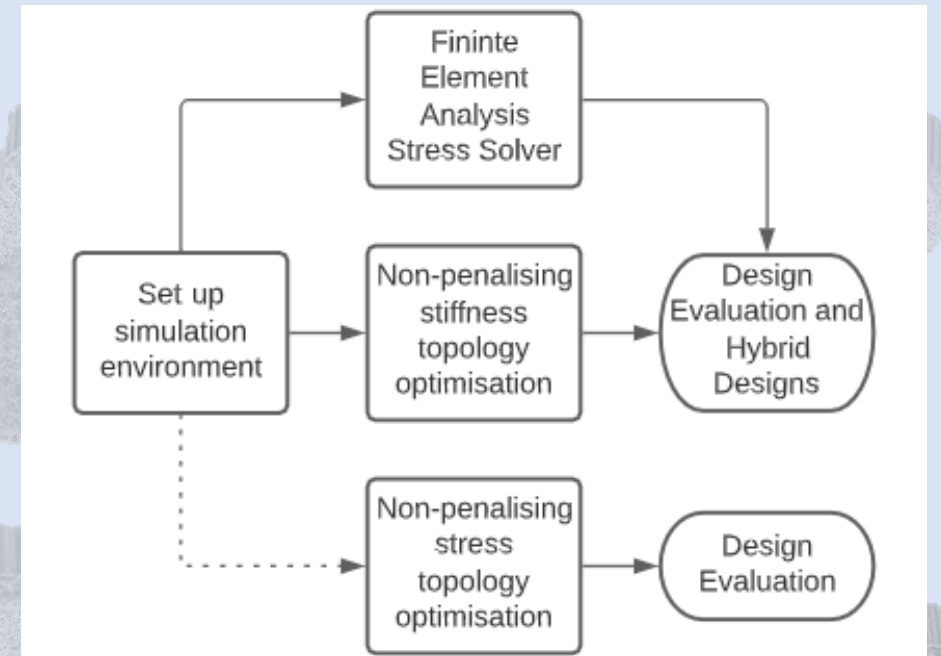 Fininte
Element
Analysis
Stress Solver
Set up
simulation
environment
Non-penalising
stiffness
topology
optimisation
Design
Evaluation and
Hybrid
Designs
Non-penalising
stress
topology
optimisation
Design
Evaluation